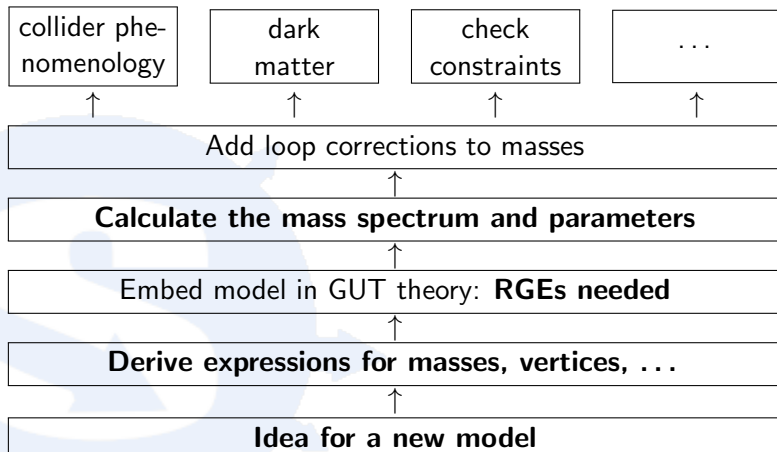 collider phe-
nomenology
dark
matter
check
constraints
. . .
Add loop corrections to masses
Calculate the mass spectrum and parameters
Embed model in GUT theory: RGEs needed
Derive expressions for masses, vertices, . . .
Idea for a new model